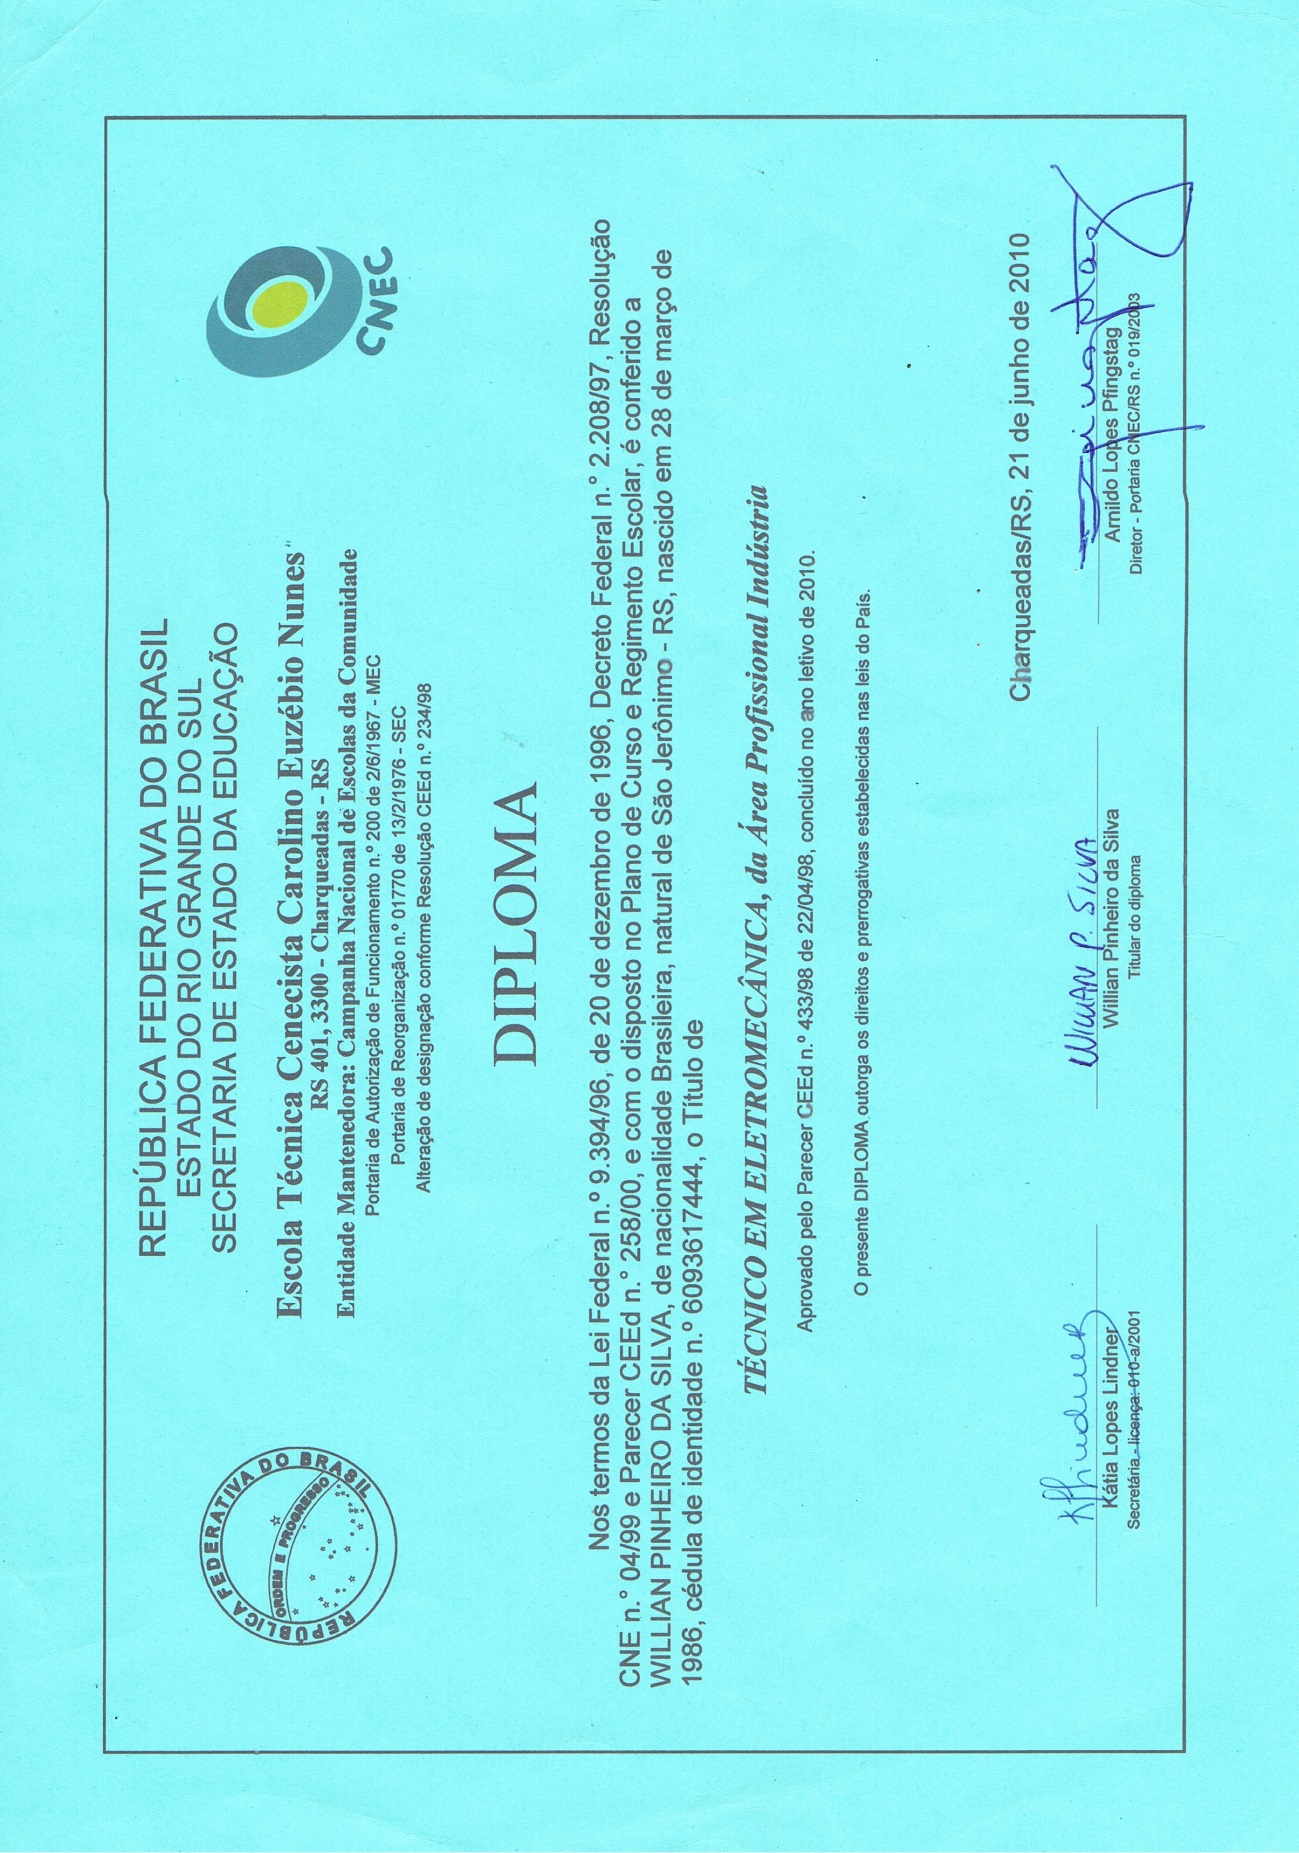 REPÚBLICA FEDERATIVA DO BRASIL
ESTADO DO RIO GRANDE DO SUL
SECRETARIA DE ESTADO DA EDUCAÇÃO
REPÚBLICA FEDERATIVA DO BRASIL
ORDEM E PROGRESSO
CNEC
Escola Técnica Cenecista Carolino Euzébio Nunes"
RS 401, 3300 - Charqueadas - RS
Entidade Mantenedora: Campanha Nacional de Escolas da Comunidade
Portaria de Autorização de Funcionamento n.º 200 de 2/6/1967 - MEC
Portaria de Reorganização n.º 01770 de 13/2/1976 - SEC
Alteração de designação conforme Resolução CEEd n.º 234/98
DIPLOMA
Nos termos da Lei Federal n.º 9.394/96, de 20 de dezembro de 1996, Decreto Federal n.º 2.208/97, Resolução
CNE n.° 04/99 e Parecer CEEd n.° 258/00, e com o disposto no Plano de Curso e Regimento Escolar, é conferido a
WILLIAN PINHEIRO DA SILVA, de nacionalidade Brasileira, natural de São Jerônimo - RS, nascido em 28 de março de
1986, cédula de identidade n.º 6093617444, o Título de
TÉCNICO EM ELETROMECÂNICA, da Área Profissional Indústria
Aprovado pelo Parecer CEEd n.º 433/98 de 22/04/98, concluído no ano letivo de 2010.
O presente DIPLOMA outorga os direitos e prerrogativas estabelecidas nas leis do País.
Charqueadas/RS, 21 de junho de 2010
WILLIAN P. SILVA
Kátia Lopes Lindner
Secretária - licença: 010-a/2001
Willian Pinheiro da Silva
Titular do diploma
Arnildo Lopes Pfingstag
Diretor - Portaria CNEC/RS n.º 019/2003